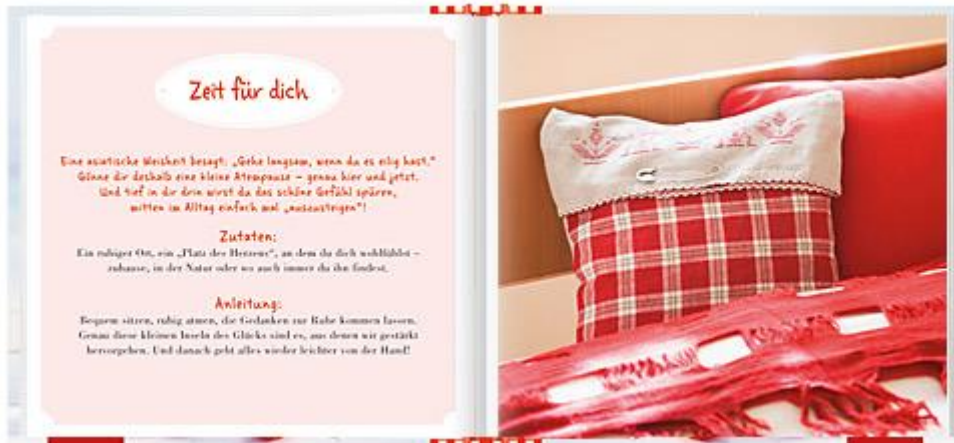 Zeit für dich
Eine asiatische Weisheit besagt: „Gehe langsam, wenn du es eilig hast.“
Gönne dir deshalb eine kleine Atempause – genau hier und jetzt.
Und tief in dir drin wirst du das schöne Gefühl spüren,
mitten im Alltag einfach mal „auszusteigen“!
Zutaten:
Ein ruhiger Ort, ein „Platz des Herzens“, an dem du dich wohlfühlst –
zuhause, in der Natur oder wo auch immer du ihn findest.
Anleitung:
Bequem sitzen, ruhig atmen, die Gedanken zur Ruhe kommen lassen.
Genau diese kleinen Inseln des Glücks sind es, aus denen wir gestärkt
hervorgehen. Und danach geht alles wieder leichter von der Hand!